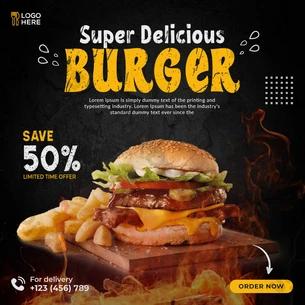 LOGO
HERE
Super Delicious
BURGER
Lorem Ipsum is simply dummy text of the printing and
typesetting industry. Lorem Ipsum has been the
industry's standard dummy text ever since.
SAVE
50%
LIMITED TIME OFFER
For delivery
+123 (456) 789
ORDER NOW